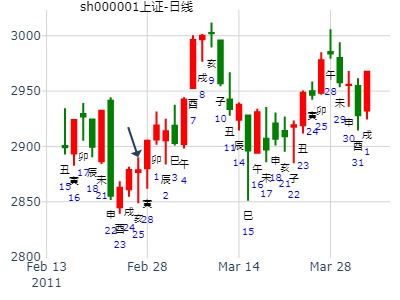 sh000001上证-日线
3000
2950
2900
2850
2800
丑
15
寅
16
卯
17
辰
18
未
21
申
22
酉
23
戌
24
亥
25
寅
28
卯
1
辰
2
巳
3
午
4
酉
7
戌
8
亥
9
子
10
丑
11
辰
14
巳
15
午
16
未
17
申
18
亥
21
子
22
丑
23
寅
24
卯
25
午
28
未
29
申
30
酉
31
戌
1
Feb 13
2011
Feb 28
Mar 14
Mar 28